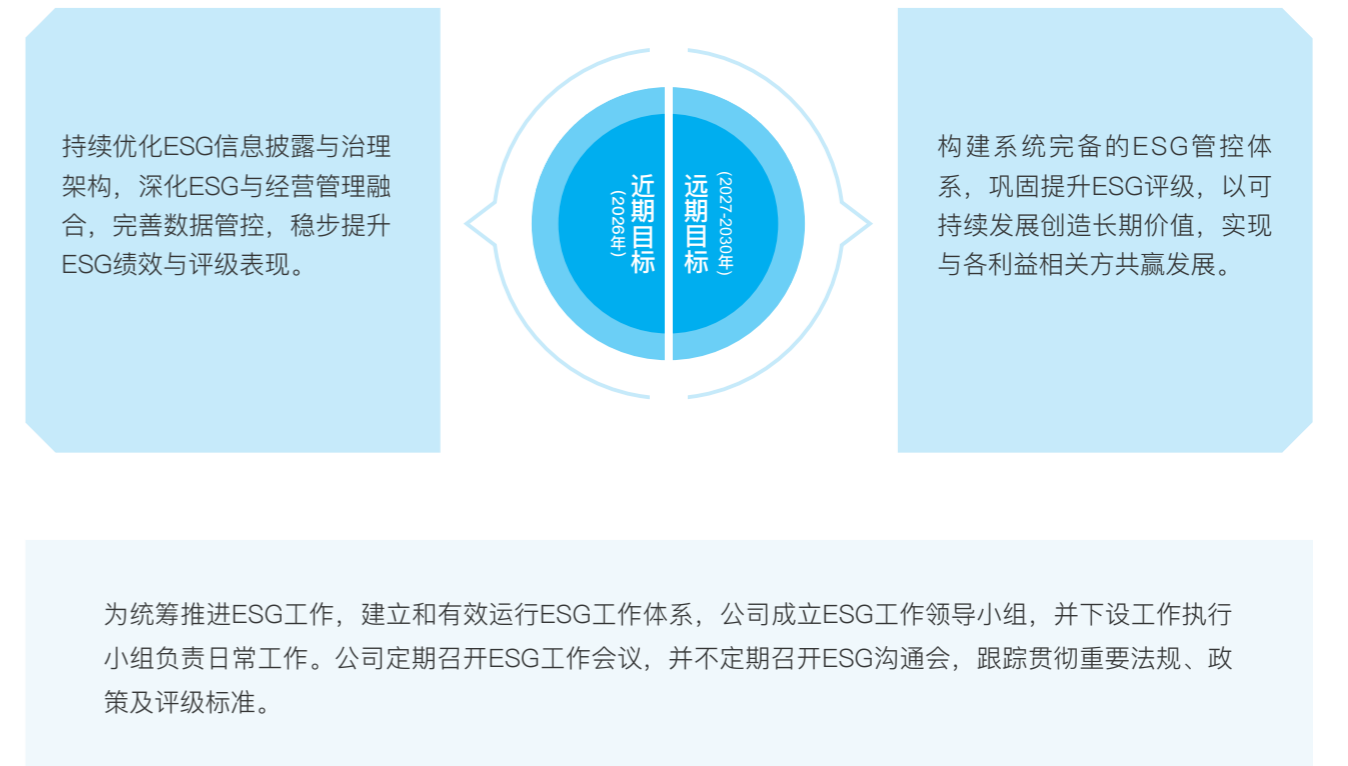 持续优化ESG信息披露与治理
架构，深化ESG与经营管理融
合，完善数据管控，稳步提升
ESG绩效与评级表现。
近期目标
(2026年)
远期目标
(2027-2030年)
构建系统完备的ESG管控体
系，巩固提升ESG评级，以可
持续发展创造长期价值，实现
与各利益相关方共赢发展。
为统筹推进ESG工作，建立和有效运行ESG工作体系，公司成立ESG工作领导小组，并下设工作执行
小组负责日常工作。公司定期召开ESG工作会议，并不定期召开ESG沟通会，跟踪贯彻重要法规、政
策及评级标准。